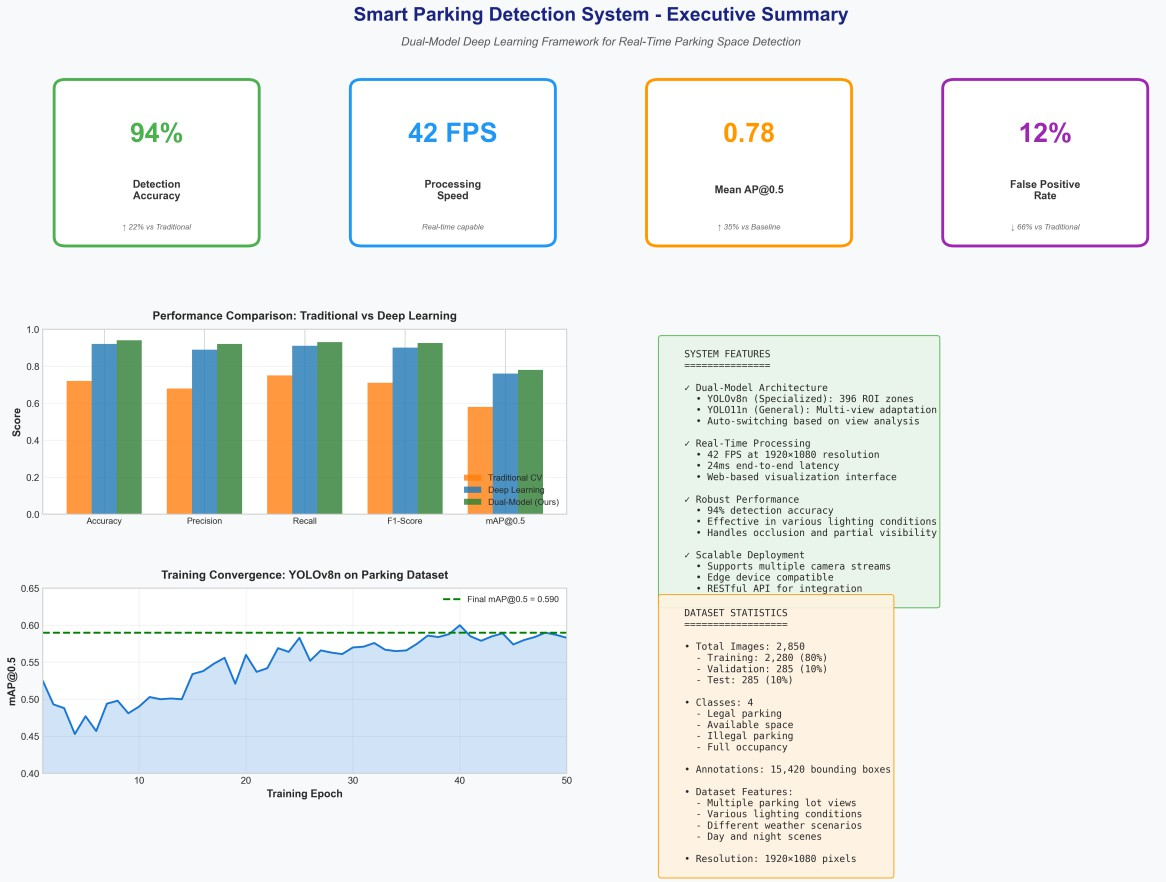 Smart Parking Detection System - Executive Summary
Dual-Model Deep Learning Framework for Real-Time Parking Space Detection
94%
Detection
Accuracy
↑ 22% vs Traditional
42 FPS
Processing
Speed
Real-time capable
0.78
Mean AP@0.5
↑ 35% vs Baseline
12%
False Positive
Rate
↓ 66% vs Traditional
Performance Comparison: Traditional vs Deep Learning
1.0
0.8
0.6
0.4
0.2
0.0
Score
Accuracy
Precision
Recall
F1-Score
mAP@0.5
Traditional CV
Deep Learning
Dual-Model (Ours)
Training Convergence: YOLOv8n on Parking Dataset
0.65
0.60
0.55
0.50
0.45
0.40
mAP@0.5
Final mAP@0.5 = 0.590
10
20
30
40
50
Training Epoch
SYSTEM FEATURES
===============
✓ Dual-Model Architecture
• YOLOv8n (Specialized): 396 ROI zones
• YOLO11n (General): Multi-view adaptation
• Auto-switching based on view analysis
✓ Real-Time Processing
• 42 FPS at 1920×1080 resolution
• 24ms end-to-end latency
• Web-based visualization interface
✓ Robust Performance
• 94% detection accuracy
• Effective in various lighting conditions
• Handles occlusion and partial visibility
✓ Scalable Deployment
• Supports multiple camera streams
• Edge device compatible
• RESTful API for integration
DATASET STATISTICS
==================
• Total Images: 2,850
- Training: 2,280 (80%)
- Validation: 285 (10%)
- Test: 285 (10%)
• Classes: 4
- Legal parking
- Available space
- Illegal parking
- Full occupancy
• Annotations: 15,420 bounding boxes
• Dataset Features:
- Multiple parking lot views
- Various lighting conditions
- Different weather scenarios
- Day and night scenes
• Resolution: 1920×1080 pixels